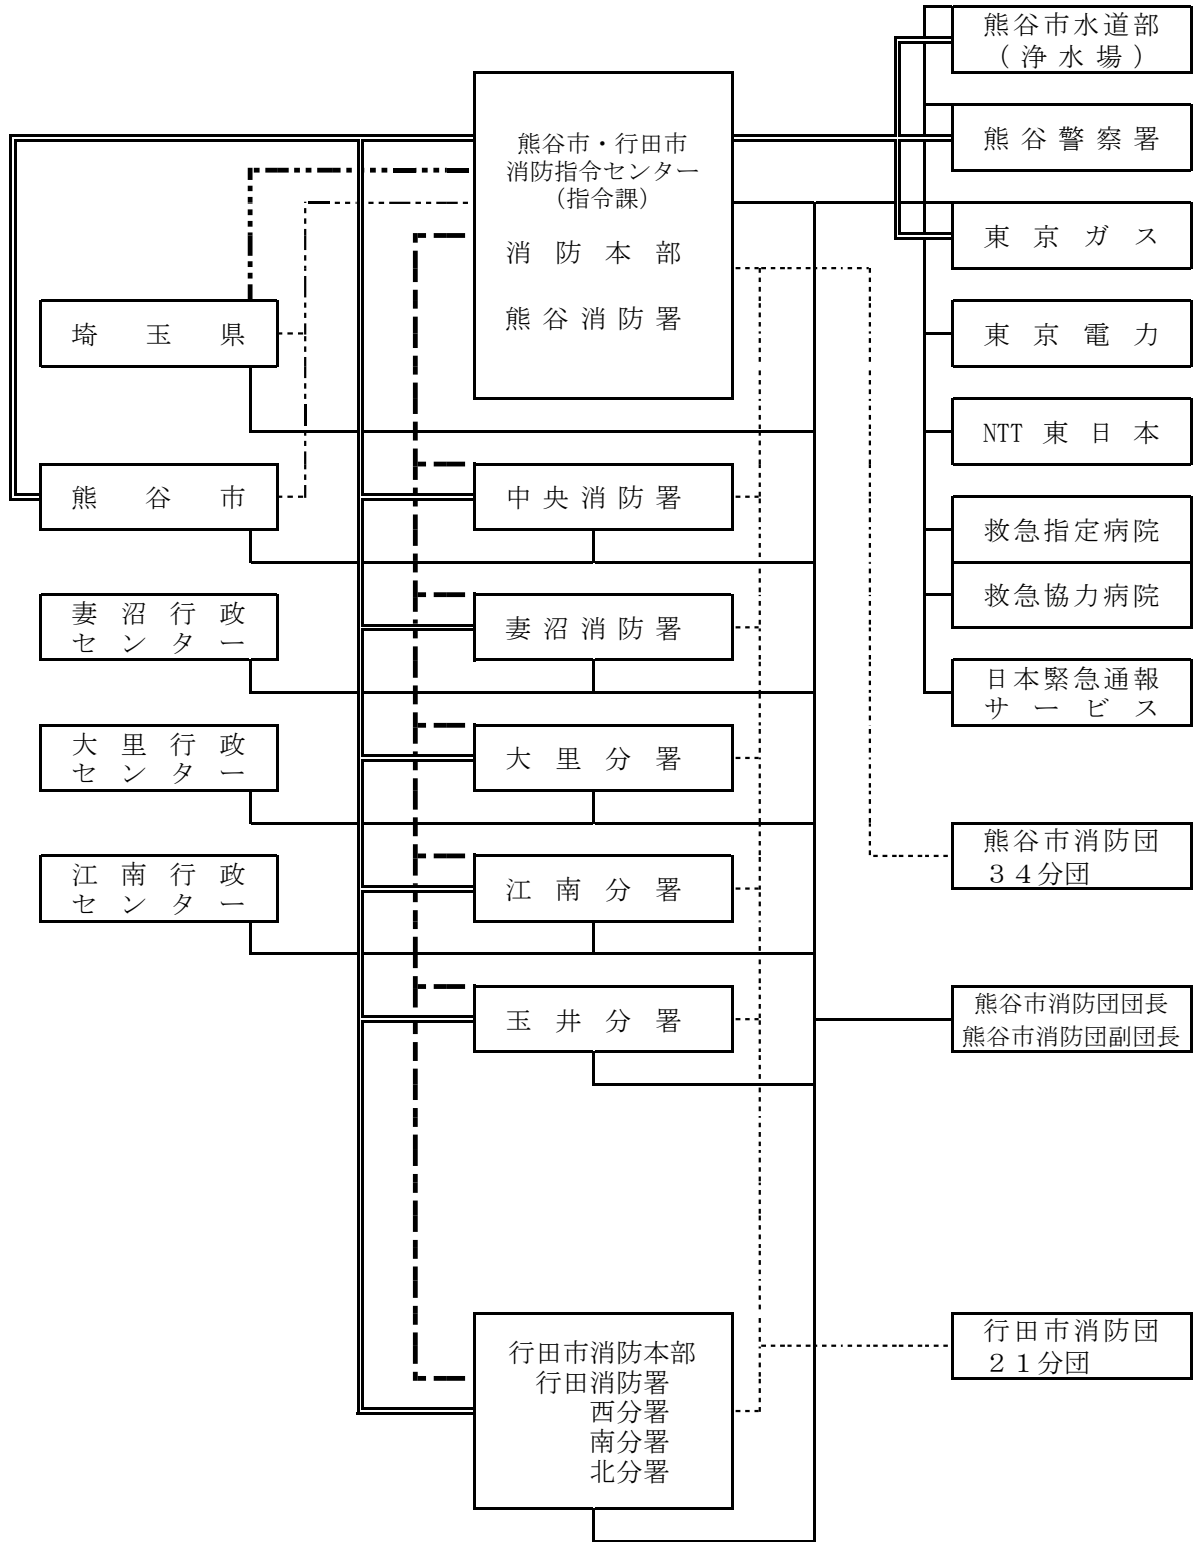 熊谷市水道部
(浄水場)
熊谷警察署
東京ガス
東京電力
NTT東日本
救急指定病院
救急協力病院
日本緊急通報
サービス
熊谷市・行田市
消防指令センター
(指令課)
消防本部
熊谷消防署
埼玉県
熊谷市
妻沼行政
センター
大里行政
センター
江南行政
センター
中央消防署
妻沼消防署
大里分署
江南分署
玉井分署
熊谷市消防団
34分団
熊谷市消防団団長
熊谷市消防団副団長
行田市消防本部
行田消防署
西分署
南分署
北分署
行田市消防団
21分団